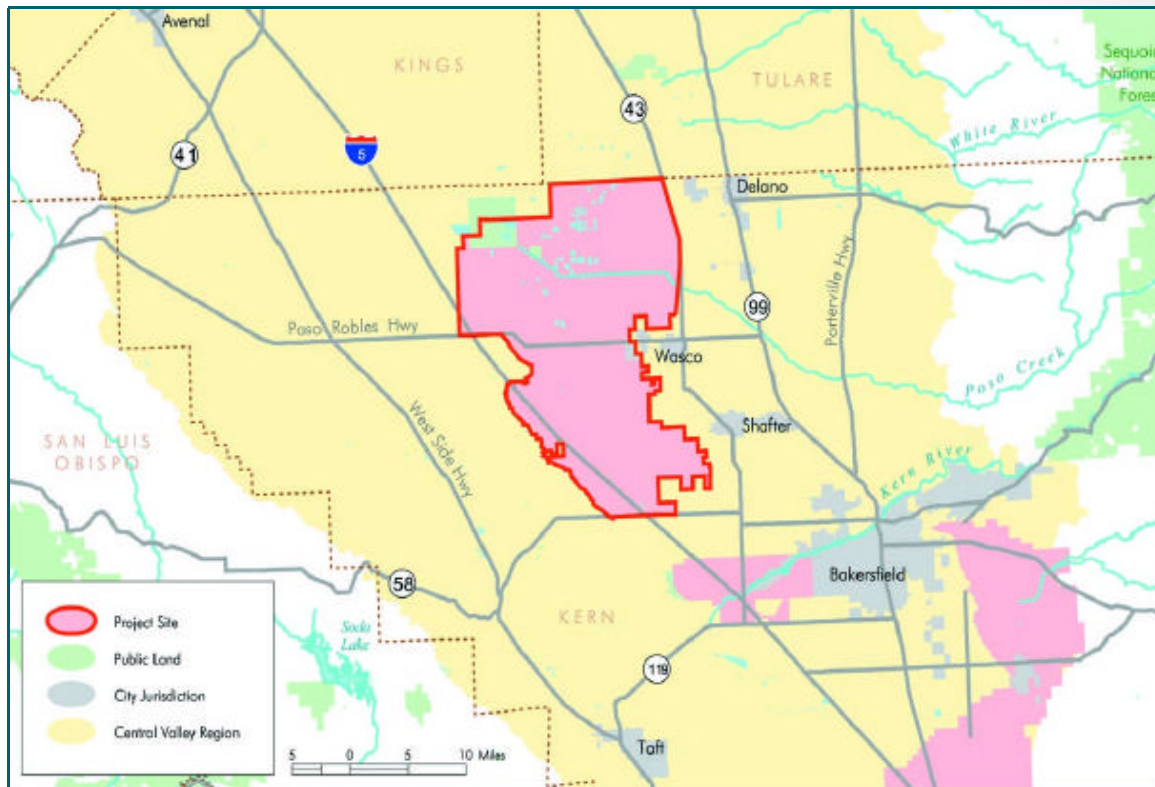 Avenal
KINGS
TULARE
Sequoia
National
Forest
43
White River
41
5
Delano
99
Porterville Hwy
Paso Robles Hwy
Wasco
Poso Creek
West Side Hwy
Shafter
SAN LUIS
OBISPO
Kern River
58
Bakersfield
KERN
119
Soda
Lake
Taft
Project Site
Public Land
City Jurisdiction
Central Valley Region
5 0 5 10 Miles